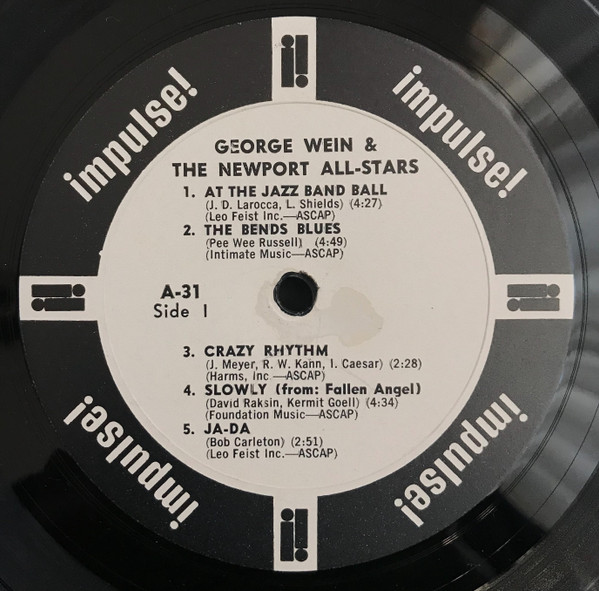 impulse!
impulse!
GEORGE WEIN &
THE NEWPORT ALL-STARS
1. AT THE JAZZ BAND BALL
(J. D. Larocca, L. Shields) (4:27)
(Leo Feist Inc.—ASCAP)
2. THE BENDS BLUES
(Pee Wee Russell) (4:49)
(Intimate Music—ASCAP)
A-31
Side I
3. CRAZY RHYTHM
(J. Meyer, R. W. Kahn, I. Caesar) (2:28)
(Harms, Inc —ASCAP)
4. SLOWLY (from: Fallen Angel)
(David Raksin, Kermit Goell) (4:34)
(Foundation Music—ASCAP)
5. JA-DA
(Bob Carleton) (2:51)
(Leo Feist Inc.—ASCAP)
impulse!
impulse!